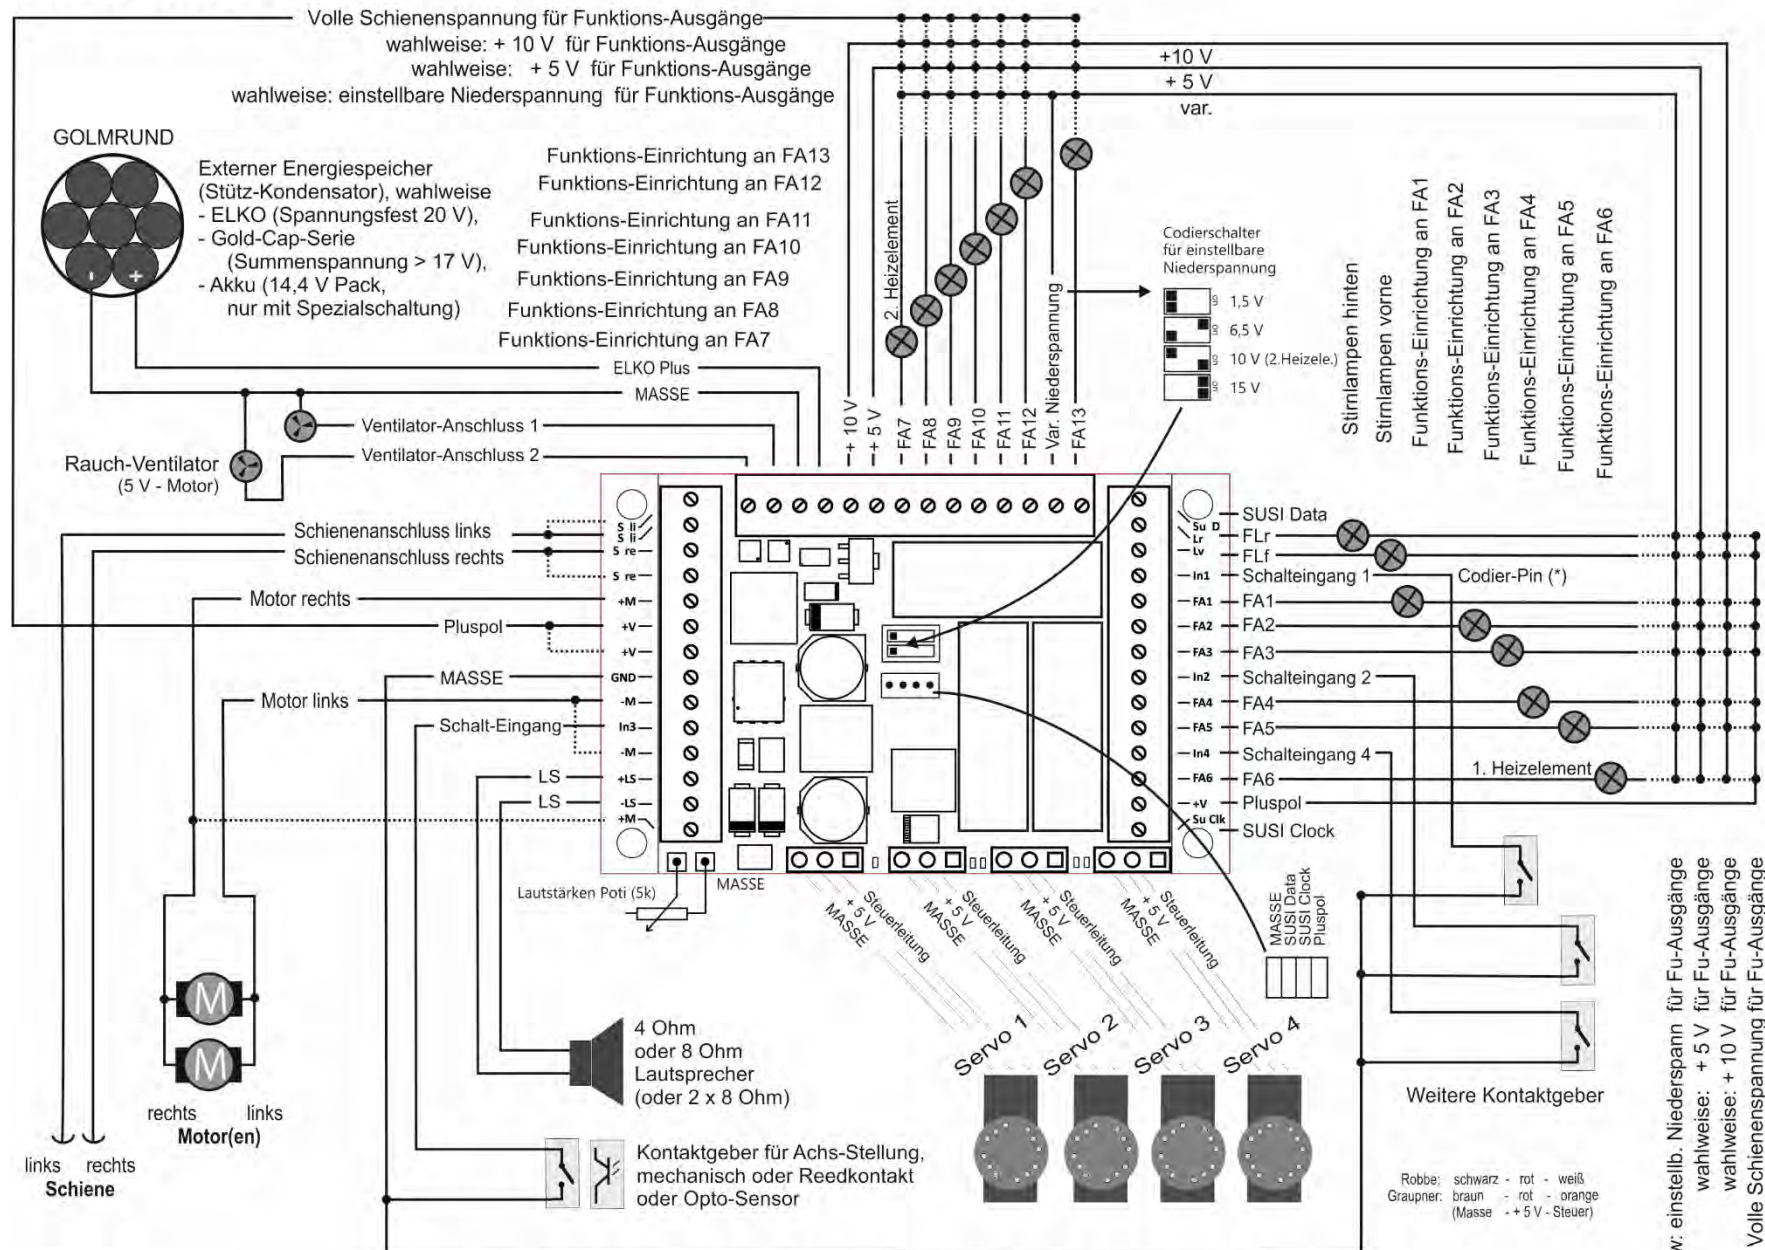 Volle Schienenspannung für Funktions-Ausgänge
wahlweise: + 10 V für Funktions-Ausgänge
wahlweise: + 5 V für Funktions-Ausgänge
wahlweise: einstellbare Niederspannung für Funktions-Ausgänge
+10 V
+ 5 V
var.
GOLMRUND
- +
Externer Energiespeicher
(Stütz-Kondensator), wahlweise
- ELKO (Spannungsfest 20 V),
- Gold-Cap-Serie
(Summenspannung > 17 V),
- Akku (14,4 V Pack,
nur mit Spezialschaltung)
Funktions-Einrichtung an FA13
Funktions-Einrichtung an FA12
Funktions-Einrichtung an FA11
Funktions-Einrichtung an FA10
Funktions-Einrichtung an FA9
Funktions-Einrichtung an FA8
Funktions-Einrichtung an FA7
2. Heizelement
Codierschalter
für einstellbare
Niederspannung
1,5 V
6,5 V
10 V (2.Heizele.)
15 V
Stirnlampen hinten
Stirnlampen vorne
Funktions-Einrichtung an FA1
Funktions-Einrichtung an FA2
Funktions-Einrichtung an FA3
Funktions-Einrichtung an FA4
Funktions-Einrichtung an FA5
Funktions-Einrichtung an FA6
ELKO Plus
MASSE
Ventilator-Anschluss 1
Ventilator-Anschluss 2
Rauch-Ventilator
(5 V - Motor)
+ 10 V
+ 5 V
FA7
FA8
FA9
FA10
FA11
FA12
Var. Niederspannung
FA13
Schienenanschluss links
Schienenanschluss rechts
Motor rechts
Pluspol
MASSE
Motor links
Schalt-Eingang
LS
LS
S li
S li
S re
S re
+M
+V
+V
GND
-M
In3
-M
+LS
-LS
+M
Su D
Lr
Lv
In1
FA1
FA2
FA3
In2
FA4
FA5
In4
FA6
+V
Su Clk
SUSI Data
FLr
FLf
Schalteingang 1
Codier-Pin (*)
FA1
FA2
FA3
Schalteingang 2
FA4
FA5
Schalteingang 4
FA6
1. Heizelement
Pluspol
SUSI Clock
Lautstärken Poti (5k)
MASSE
Steuerleitung
+ 5 V
MASSE
Steuerleitung
+ 5 V
MASSE
Steuerleitung
+ 5 V
MASSE
Steuerleitung
+ 5 V
MASSE
MASSE
SUSI Data
SUSI Clock
Pluspol
Servo 1
Servo 2
Servo 3
Servo 4
M
M
rechts links
Motor(en)
links rechts
Schiene
4 Ohm
oder 8 Ohm
Lautsprecher
(oder 2 x 8 Ohm)
Kontaktgeber für Achs-Stellung,
mechanisch oder Reedkontakt
oder Opto-Sensor
Weitere Kontaktgeber
Robbe: schwarz - rot - weiß
Graupner: braun - rot - orange
(Masse - + 5 V - Steuer)
w: einstellb. Niederspann für Fu-Ausgänge
wahlweise: + 5 V für Fu-Ausgänge
wahlweise: + 10 V für Fu-Ausgänge
Volle Schienenspannung für Fu-Ausgänge